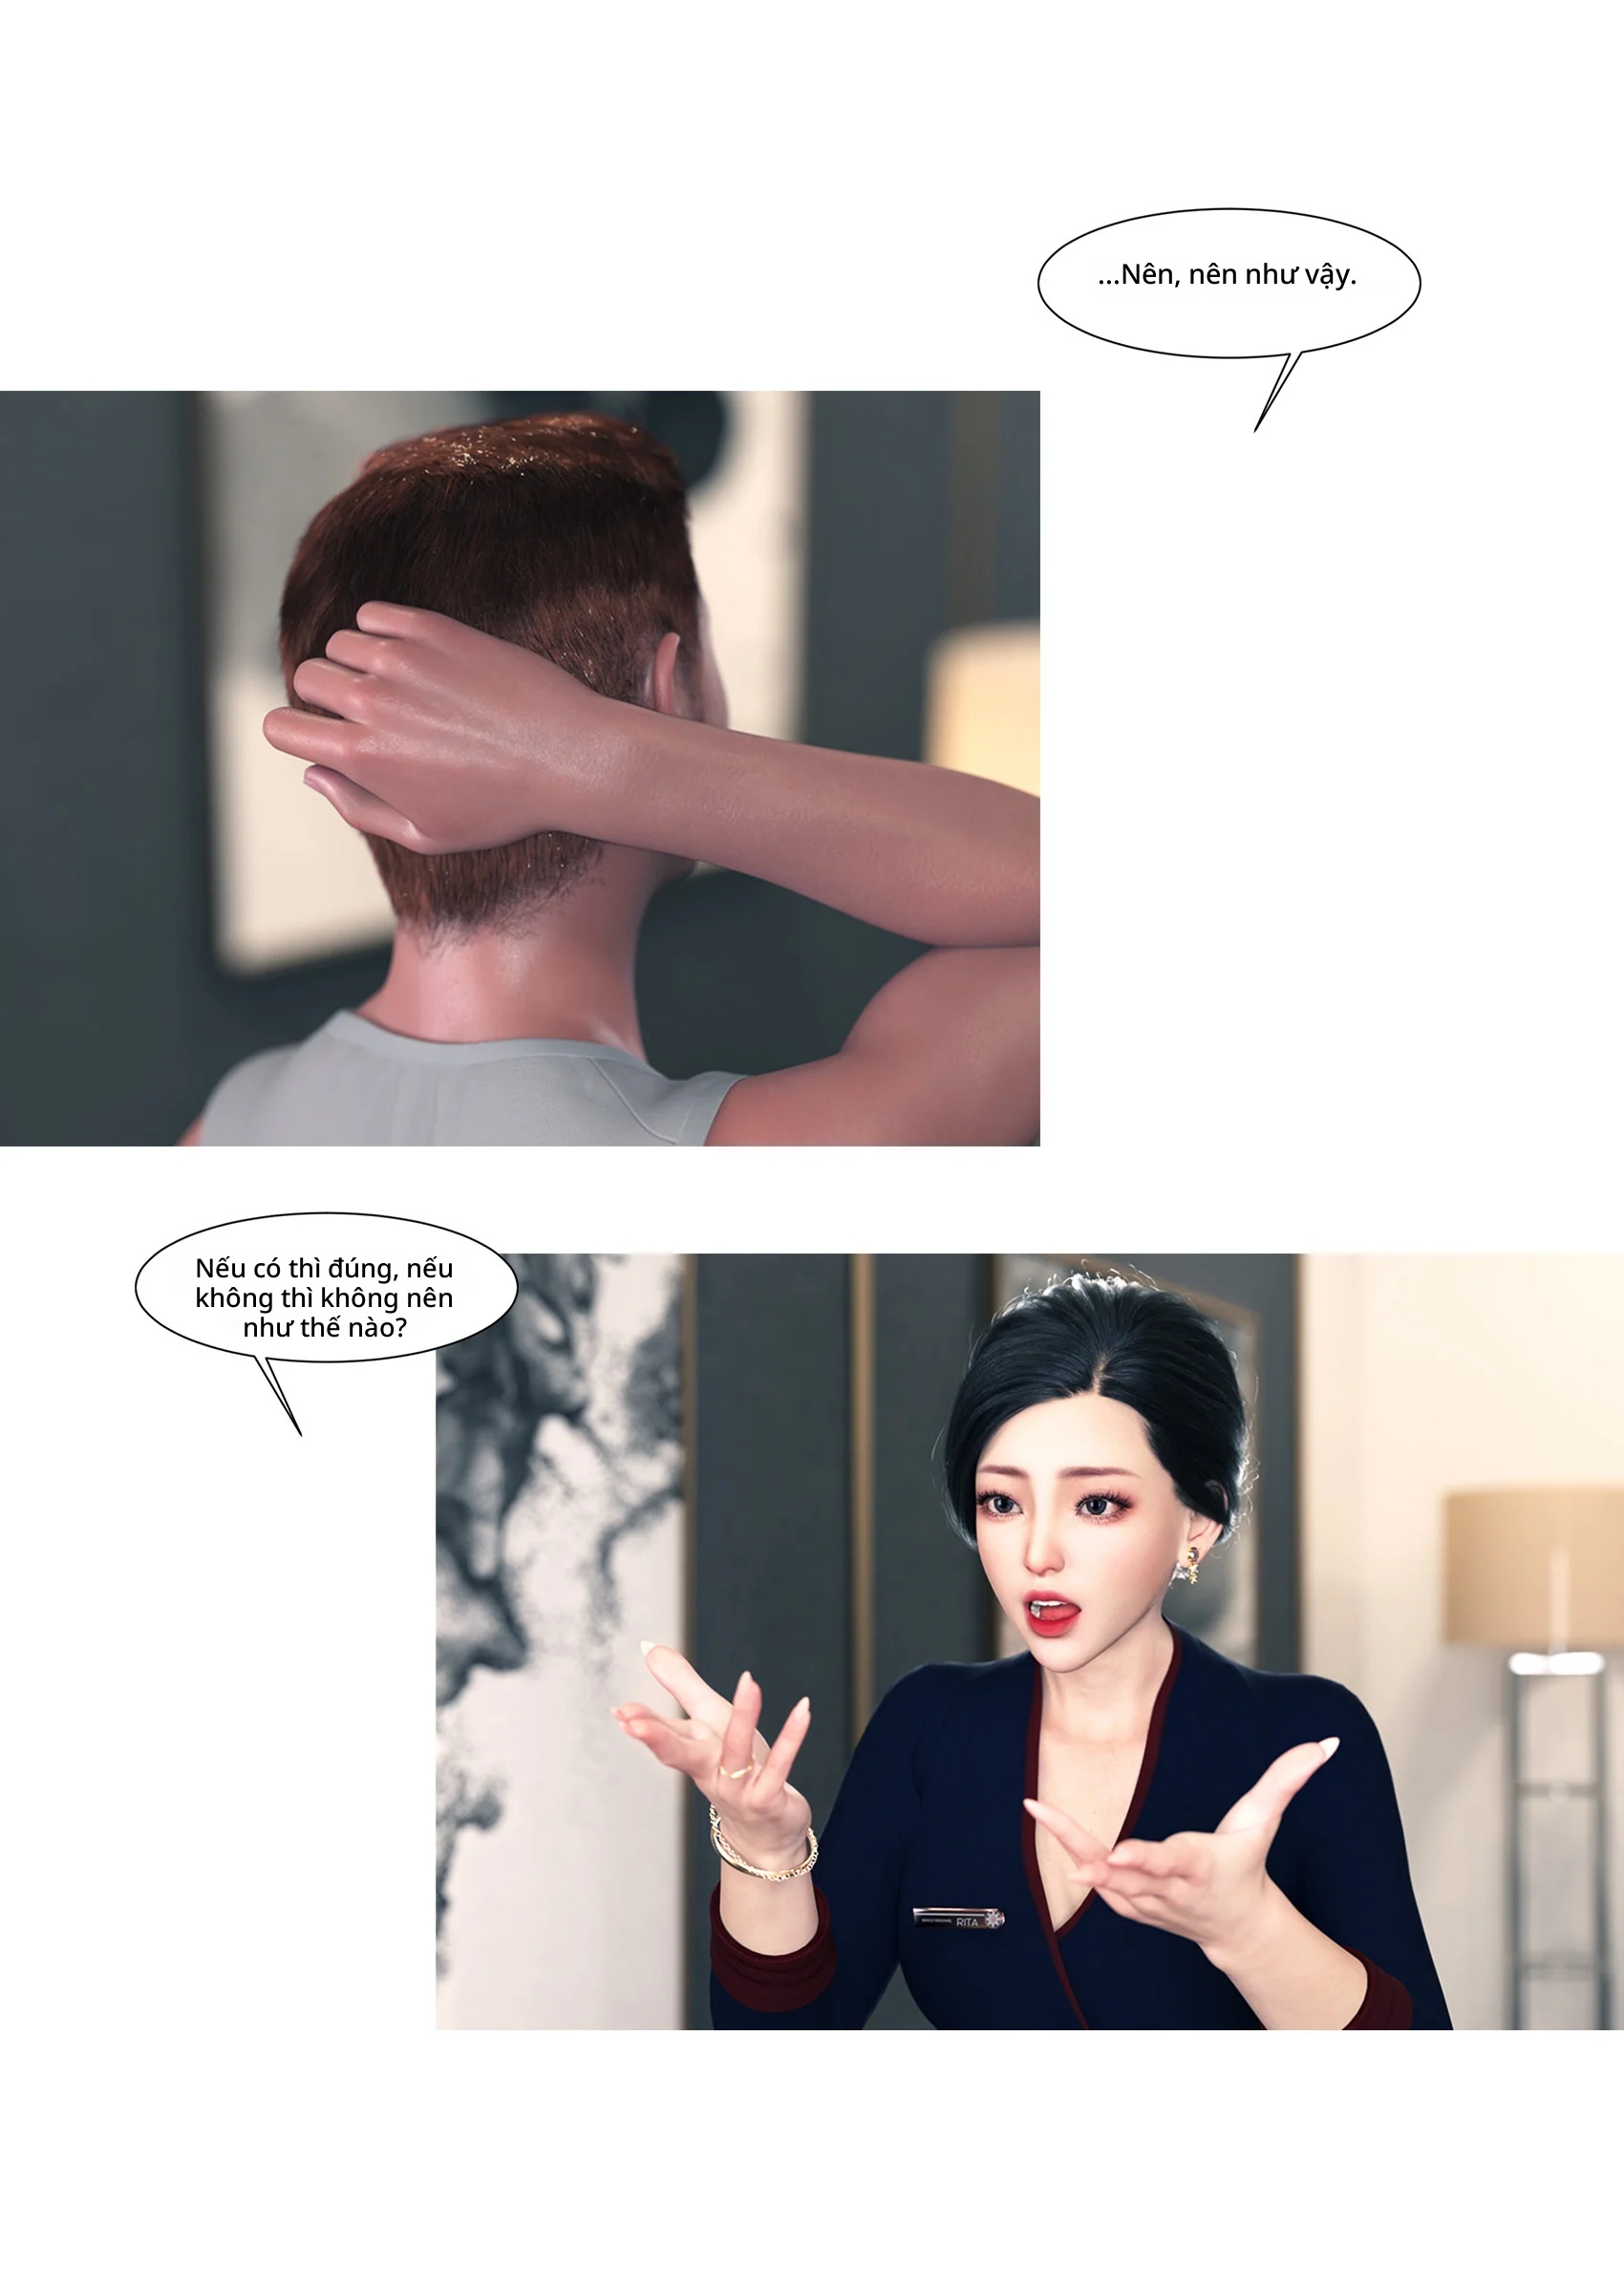 ...Nên, nên như vậy.
Nếu có thì đúng, nếu
không thì không nên
như thế nào?
RITA